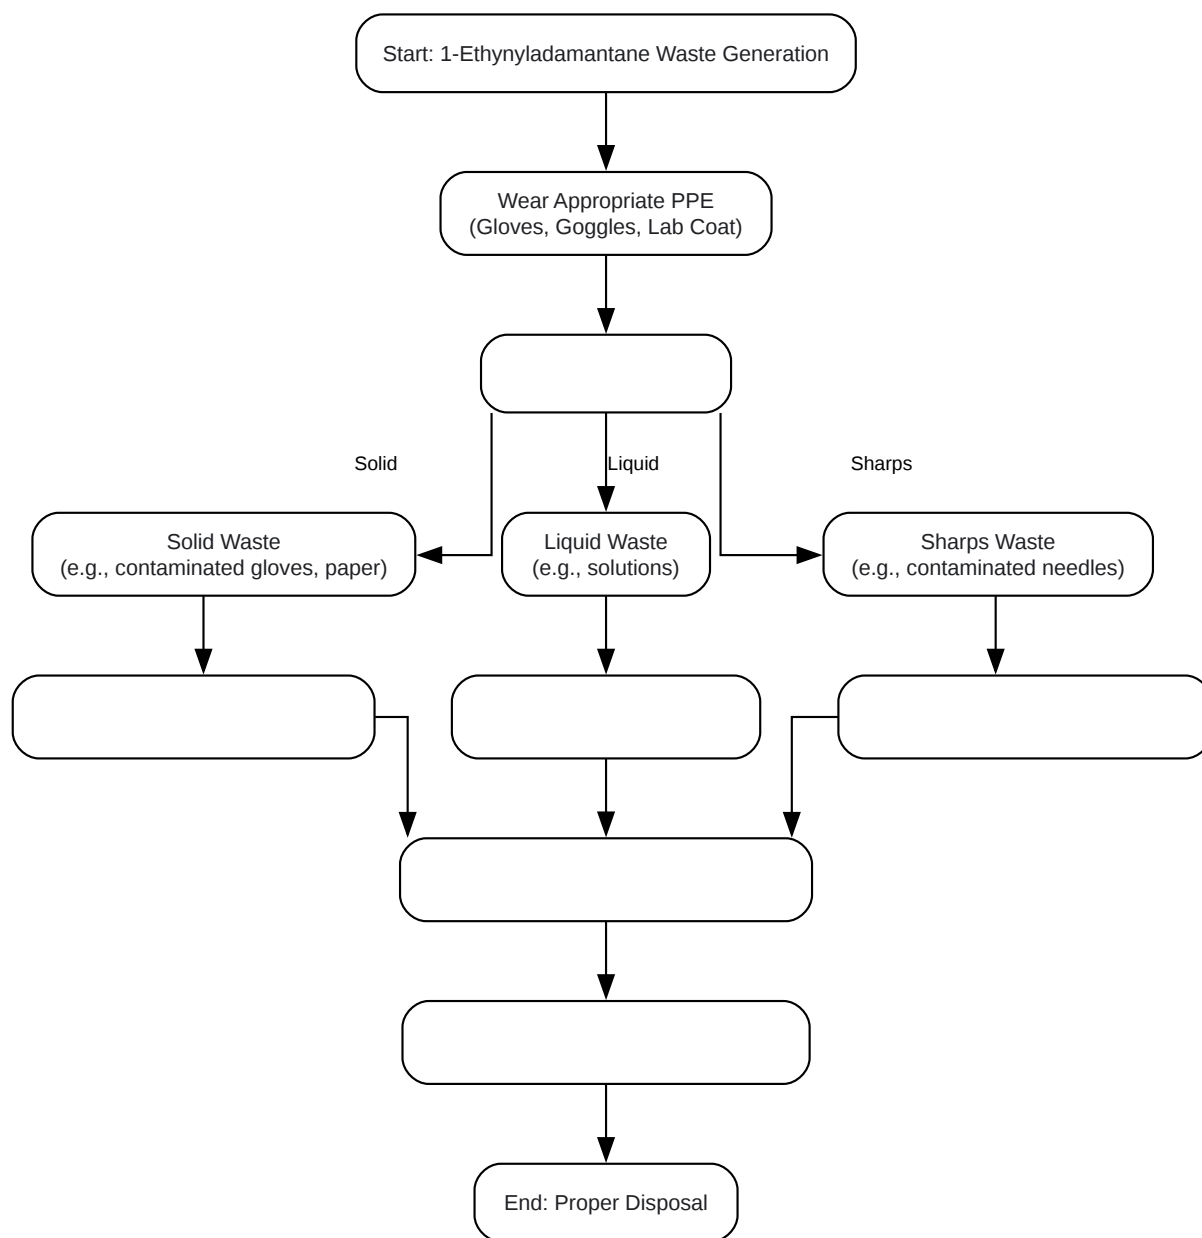 Start: 1-Ethynyladamantane Waste Generation
Wear Appropriate PPE
(Gloves, Goggles, Lab Coat)
Solid
Liquid
Sharps
Solid Waste
(e.g., contaminated gloves, paper)
Liquid Waste
(e.g., solutions)
Sharps Waste
(e.g., contaminated needles)
End: Proper Disposal